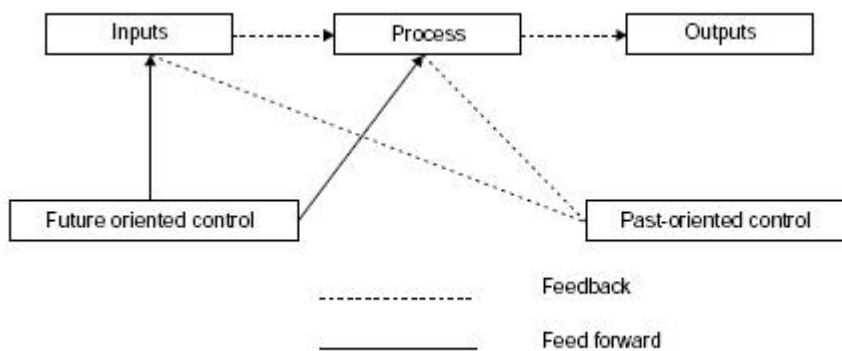 Inputs
Process
Outputs
Future oriented control
Past-oriented control
Feedback
Feed forward